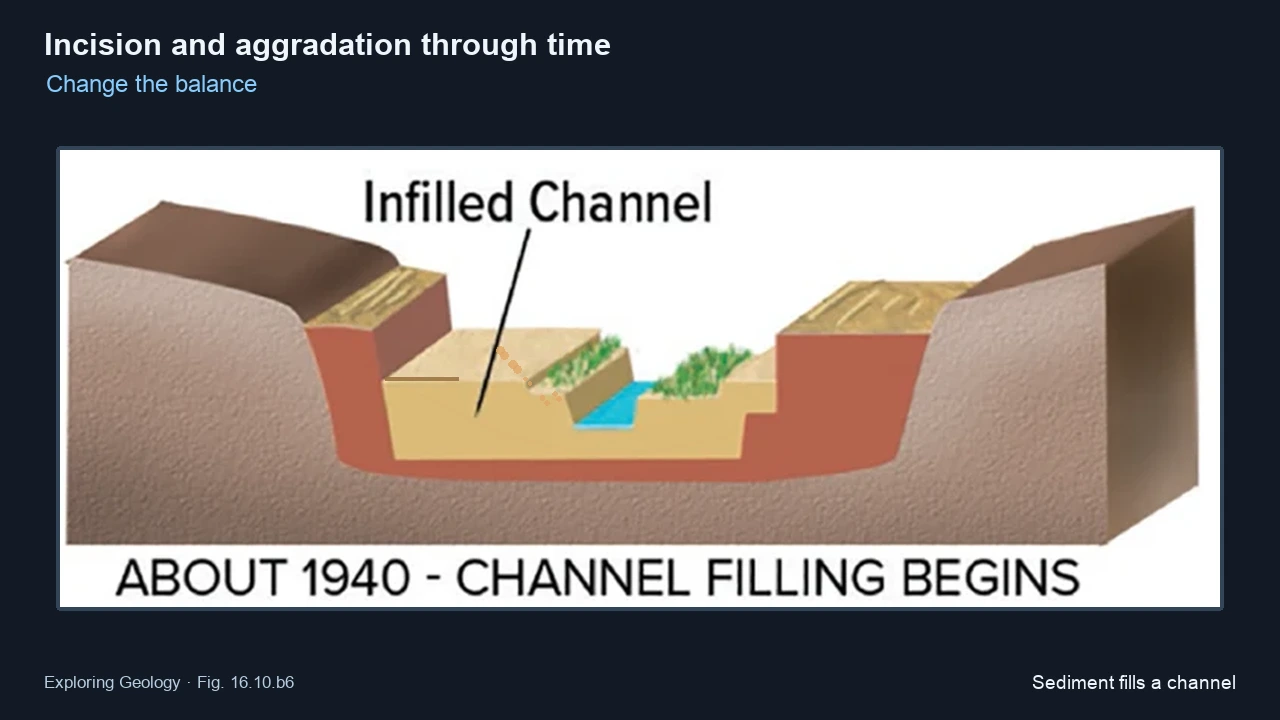 Incision and aggradation through time
Change the balance
Infilled Channel
ABOUT 1940 - CHANNEL FILLING BEGINS
Exploring Geology · Fig. 16.10.b6
Sediment fills a channel